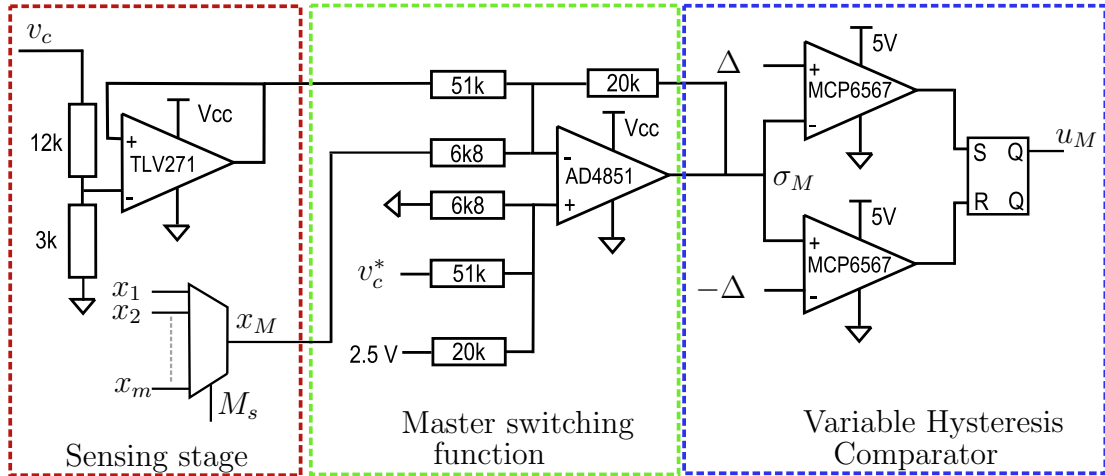 v_c
12k
3k
+
-
Vcc
TLV271
x_1
x_2
x_m
M_s
x_M
Sensing stage
51k
20k
6k8
6k8
51k
20k
v_c^*
2.5 V
-
+
Vcc
AD4851
Master switching
function
Δ
-Δ
σ_M
5V
+
-
MCP6567
5V
+
-
MCP6567
S Q
R Q
u_M
Variable Hysteresis
Comparator